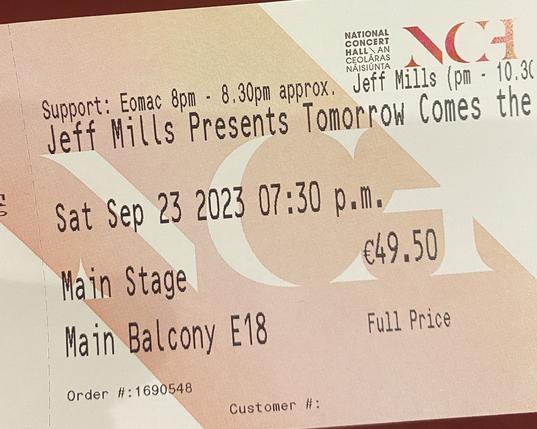 NATIONAL
CONCERT
HALL \ AN
CEOLÁRAS
NÁISIÚNTA
NCH
Support: Eomac 8pm - 8.30pm approx. Jeff Mills (pm - 10.30
Jeff Mills Presents Tomorrow Comes the
Sat Sep 23 2023 07:30 p.m.
€49.50
Main Stage
Main Balcony E18
Full Price
Order #:1690548
Customer #:
NCH